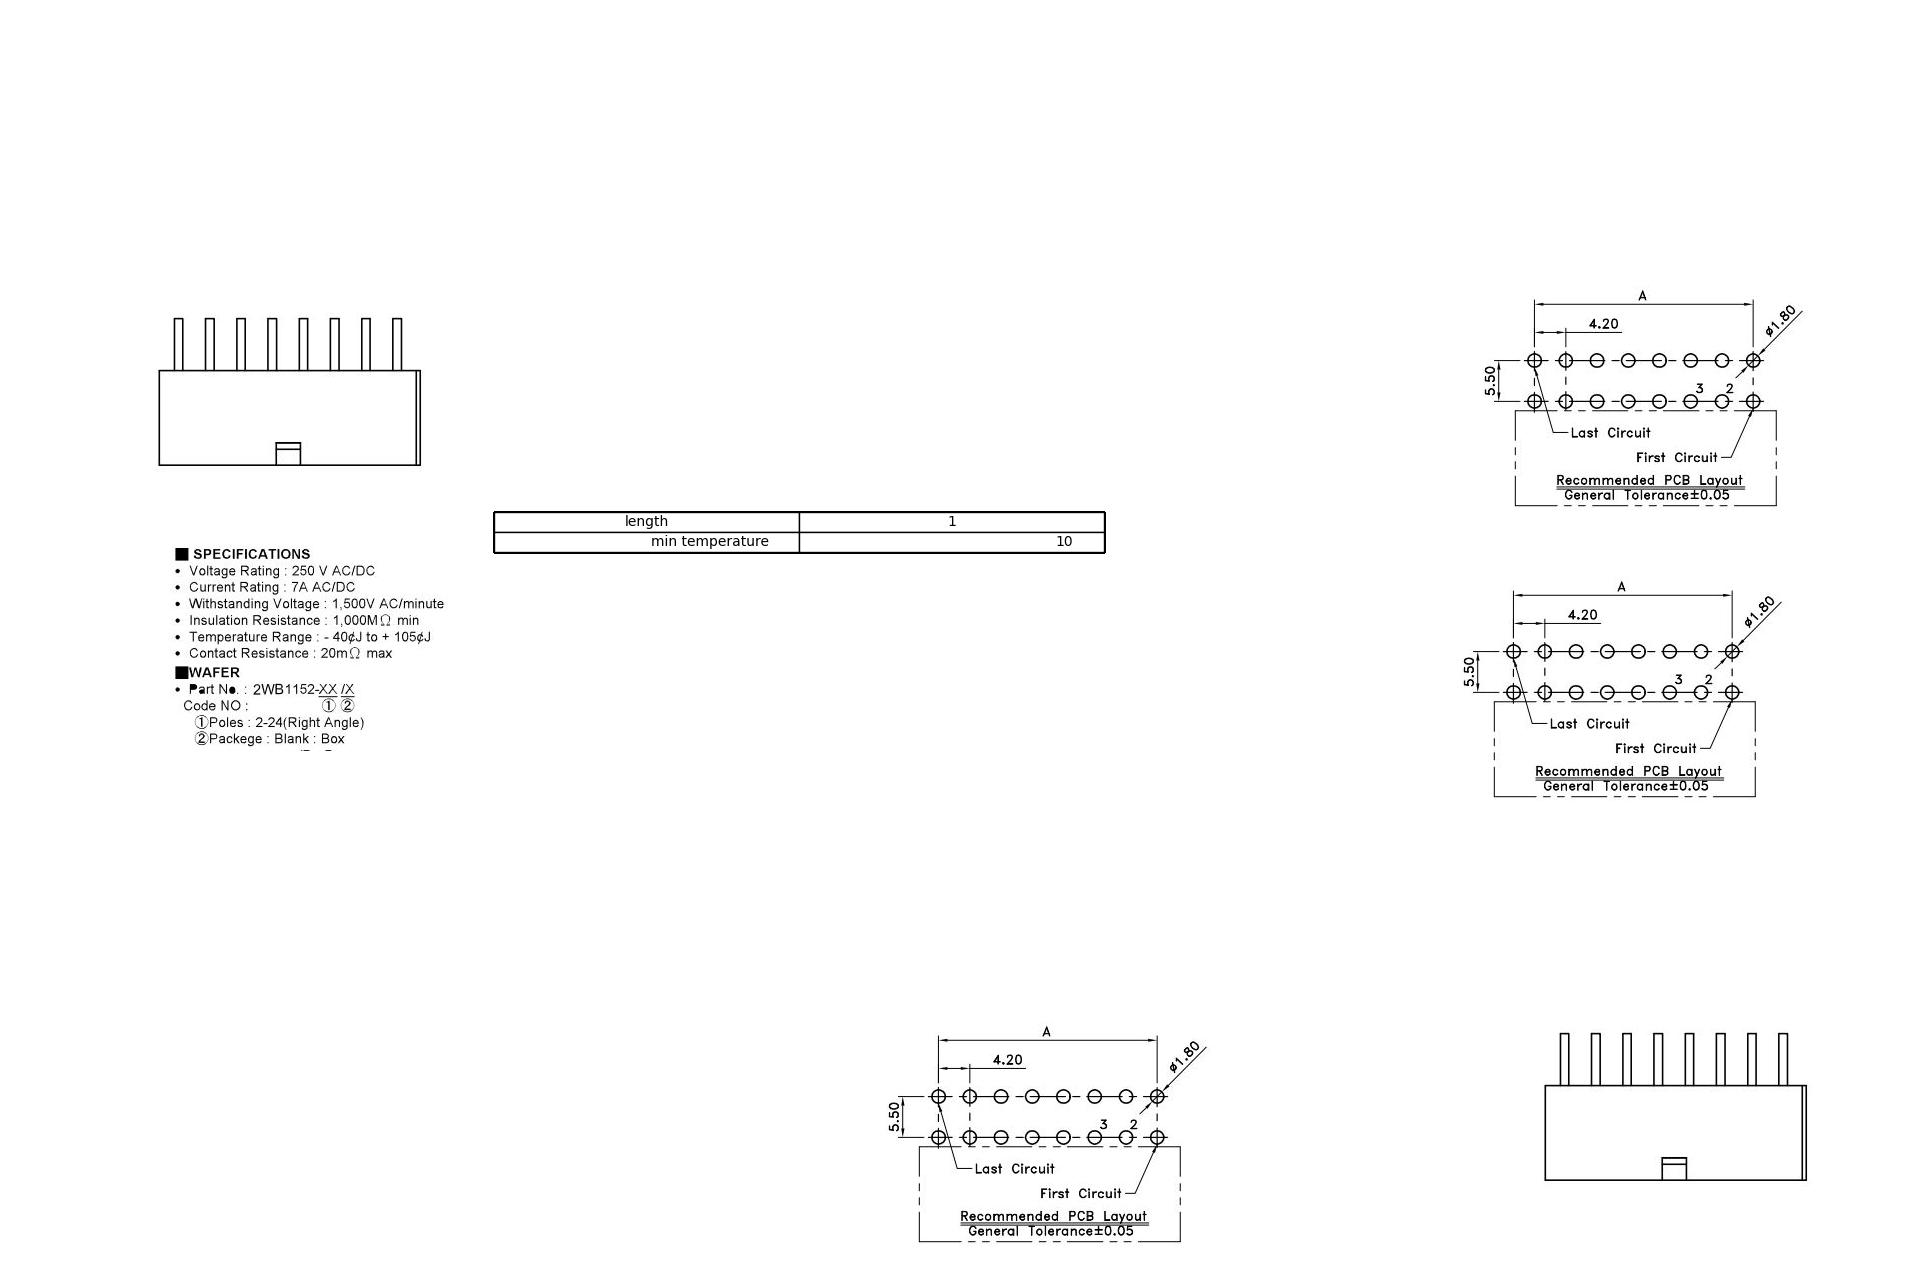 A
4.20
ø1.80
5.50
3 2
Last Circuit
First Circuit
Recommended PCB Layout
General Tolerance±0.05
length 1
min temperature 10
■ SPECIFICATIONS
• Voltage Rating : 250 V AC/DC
• Current Rating : 7A AC/DC
• Withstanding Voltage : 1,500V AC/minute
• Insulation Resistance : 1,000MΩ min
• Temperature Range : - 40¢J to + 105¢J
• Contact Resistance : 20mΩ max
■WAFER
• Part No. : 2WB1152-XX /X
Code NO : ① ②
①Poles : 2-24(Right Angle)
②Packege : Blank : Box
A
4.20
ø1.80
5.50
3 2
Last Circuit
First Circuit
Recommended PCB Layout
General Tolerance±0.05
A
4.20
ø1.80
5.50
3 2
Last Circuit
First Circuit
Recommended PCB Layout
General Tolerance±0.05